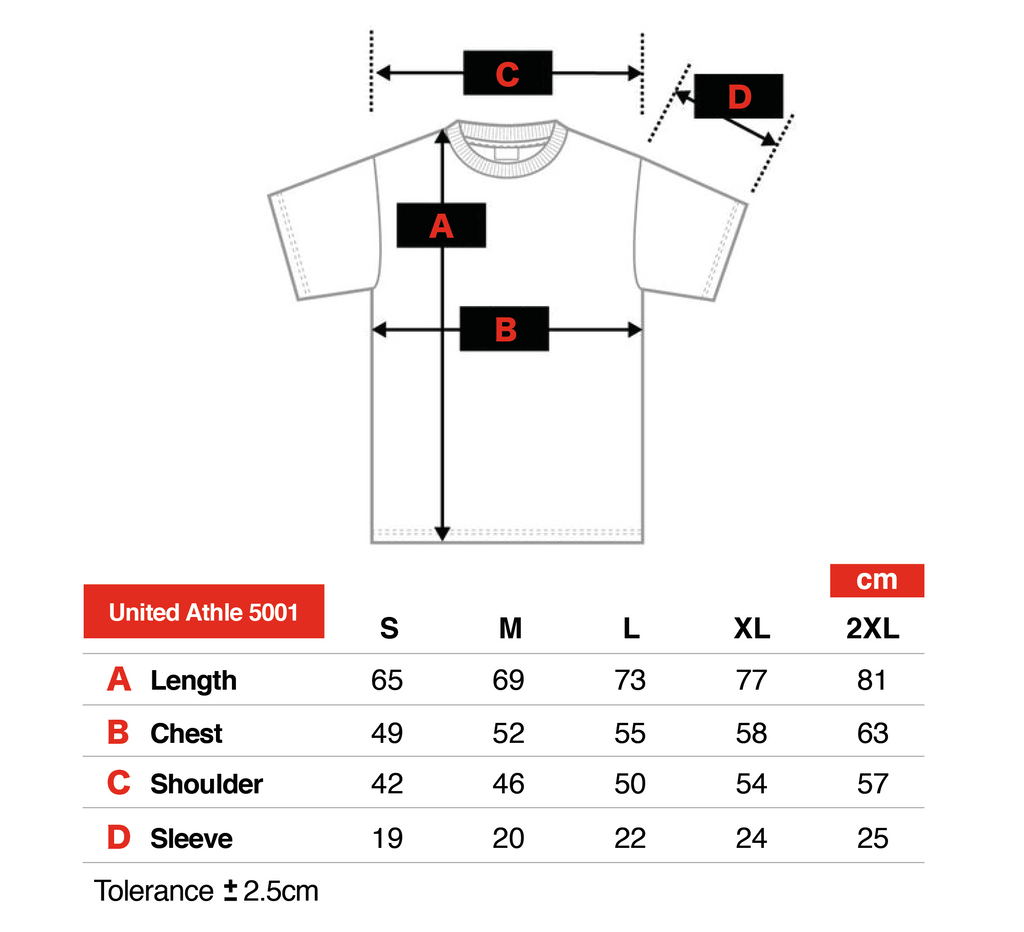 C
D
A
B
cm
United Athle 5001 S M L XL 2XL
A Length 65 69 73 77 81
B Chest 49 52 55 58 63
C Shoulder 42 46 50 54 57
D Sleeve 19 20 22 24 25
Tolerance ± 2.5cm